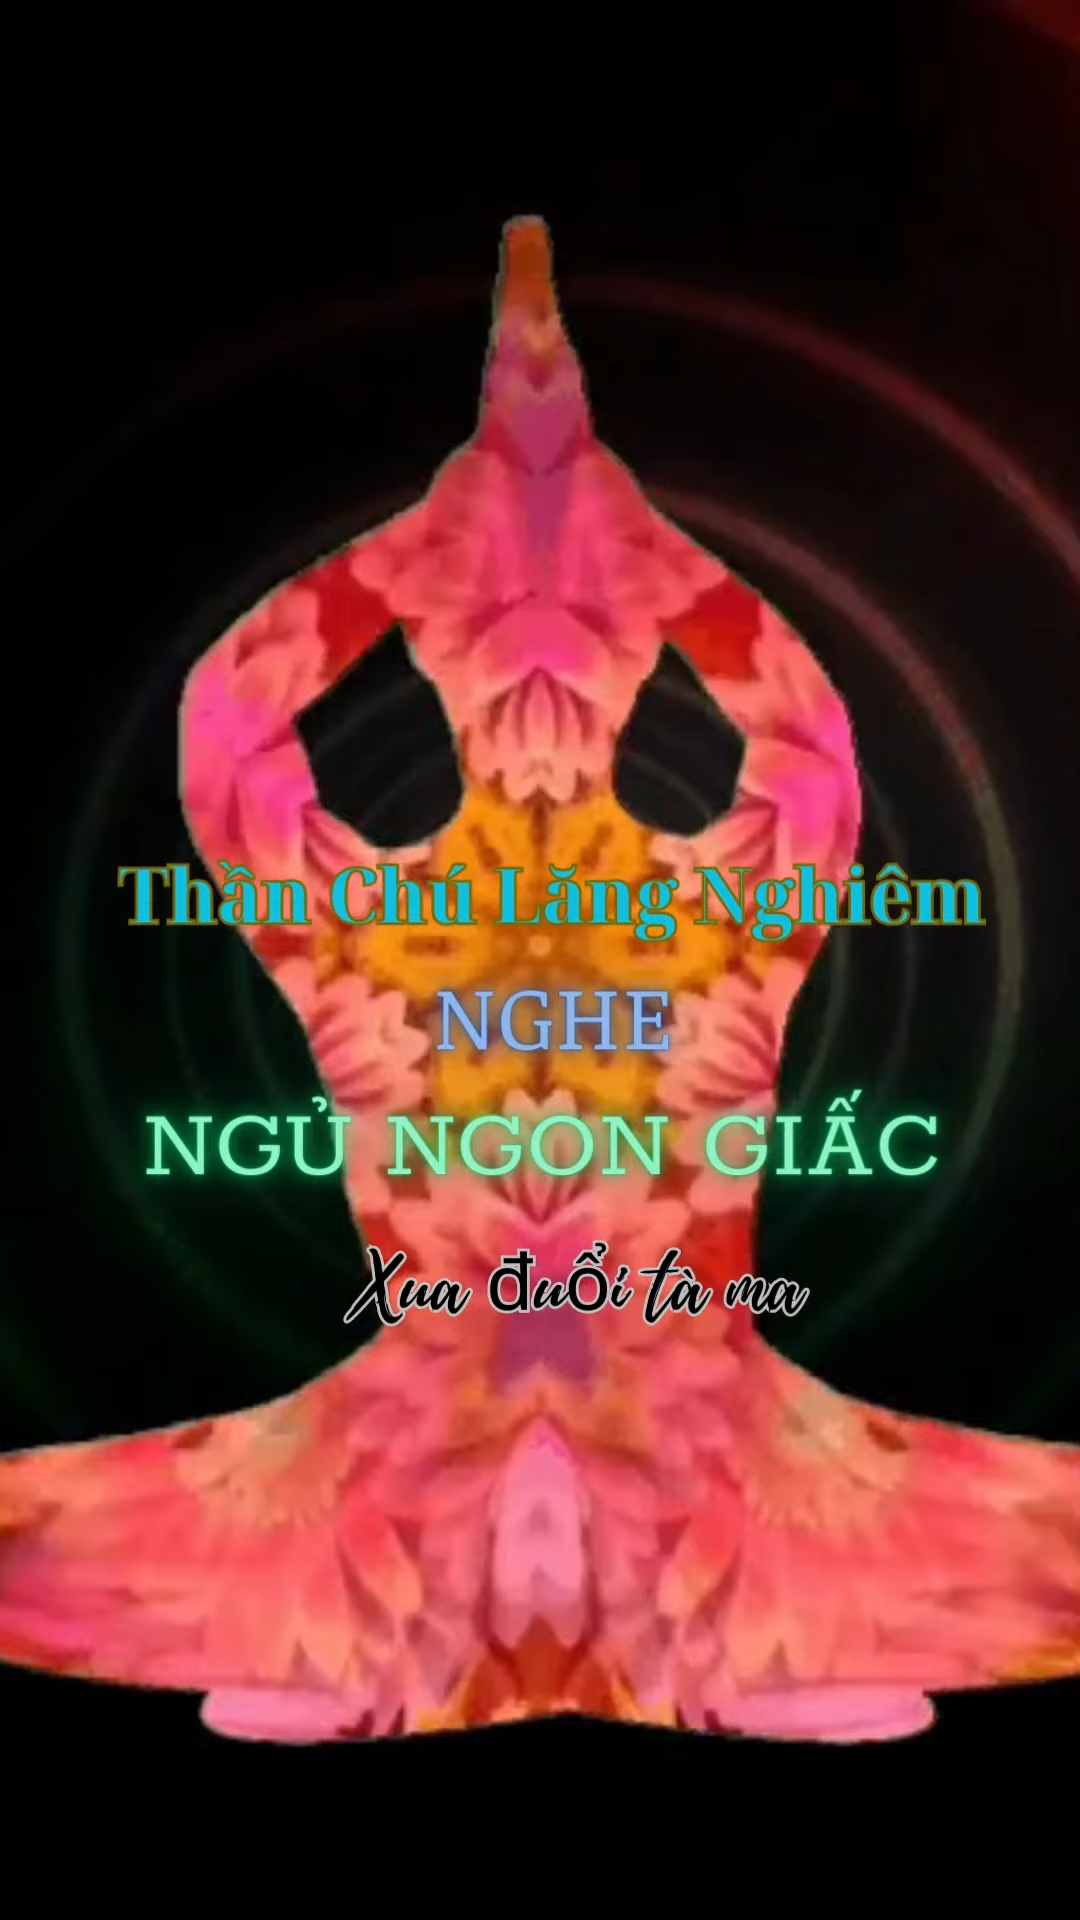 Thần Chú Lăng Nghiêm
NGHE
NGỦ NGON GIẤC
Xua đuổi tà ma